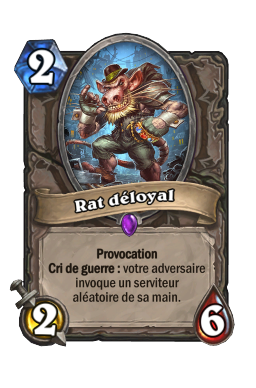 2
Rat déloyal
Provocation
Cri de guerre : votre adversaire
invoque un serviteur
aléatoire de sa main.
2
6